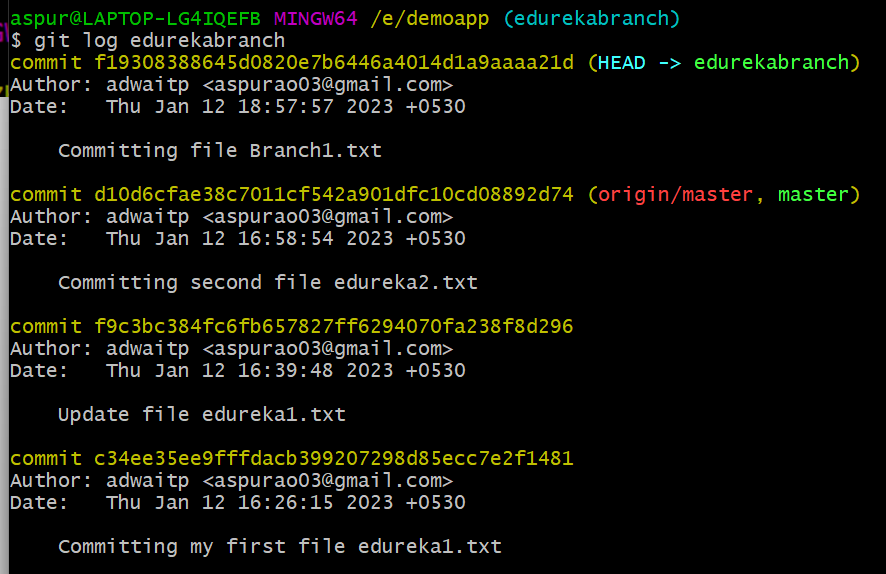 aspur@LAPTOP-LG4IQEFB MINGW64 /e/demoapp (edurekabranch)
$ git log edurekabranch
commit f19308388645d0820e7b6446a4014d1a9aaaa21d (HEAD -> edurekabranch)
Author: adwaitp <aspurao03@gmail.com>
Date:   Thu Jan 12 18:57:57 2023 +0530
    Committing file Branch1.txt
commit d10d6cfae38c7011cf542a901dfc10cd08892d74 (origin/master, master)
Author: adwaitp <aspurao03@gmail.com>
Date:   Thu Jan 12 16:58:54 2023 +0530
    Committing second file edureka2.txt
commit f9c3bc384fc6fb657827ff6294070fa238f8d296
Author: adwaitp <aspurao03@gmail.com>
Date:   Thu Jan 12 16:39:48 2023 +0530
    Update file edureka1.txt
commit c34ee35ee9fffdacb399207298d85ecc7e2f1481
Author: adwaitp <aspurao03@gmail.com>
Date:   Thu Jan 12 16:26:15 2023 +0530
    Committing my first file edureka1.txt